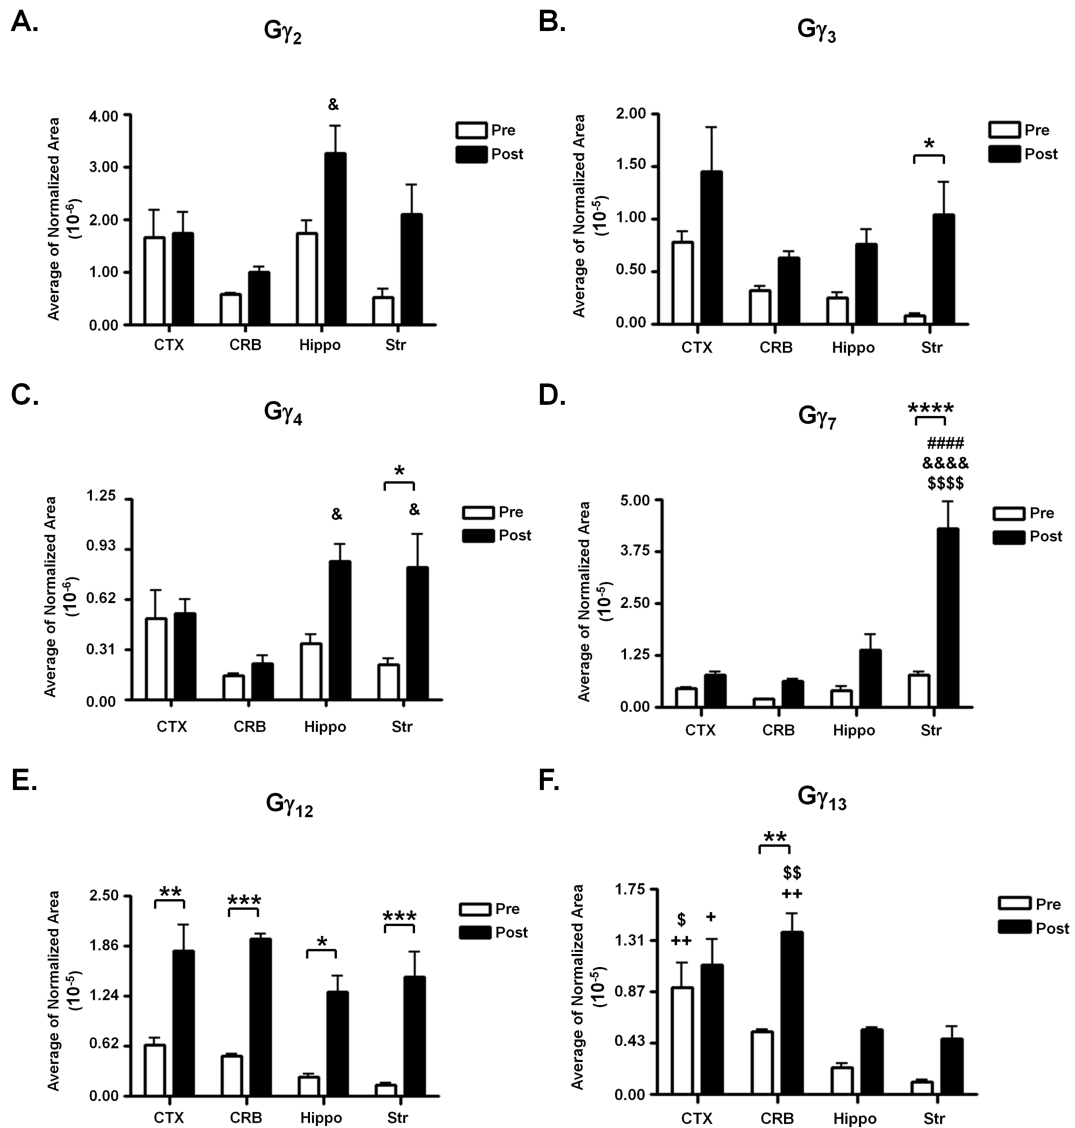 A.
Gγ2
Average of Normalized Area
(10-6)
4.00
3.00
2.00
1.00
0.00
&
CTX
CRB
Hippo
Str
Pre
Post
B.
Gγ3
Average of Normalized Area
(10-5)
2.00
1.50
1.00
0.50
0.00
*
CTX
CRB
Hippo
Str
Pre
Post
C.
Gγ4
Average of Normalized Area
(10-6)
1.25
0.93
0.62
0.31
0.00
&
*
&
CTX
CRB
Hippo
Str
Pre
Post
D.
Gγ7
Average of Normalized Area
(10-5)
5.00
3.75
2.50
1.25
0.00
****
####
&&&&
$$$$
CTX
CRB
Hippo
Str
Pre
Post
E.
Gγ12
Average of Normalized Area
(10-5)
2.50
1.86
1.24
0.62
0.00
**
***
*
***
CTX
CRB
Hippo
Str
Pre
Post
F.
Gγ13
Average of Normalized Area
(10-5)
1.75
1.31
0.87
0.43
0.00
$
++
+
**
$$
++
CTX
CRB
Hippo
Str
Pre
Post